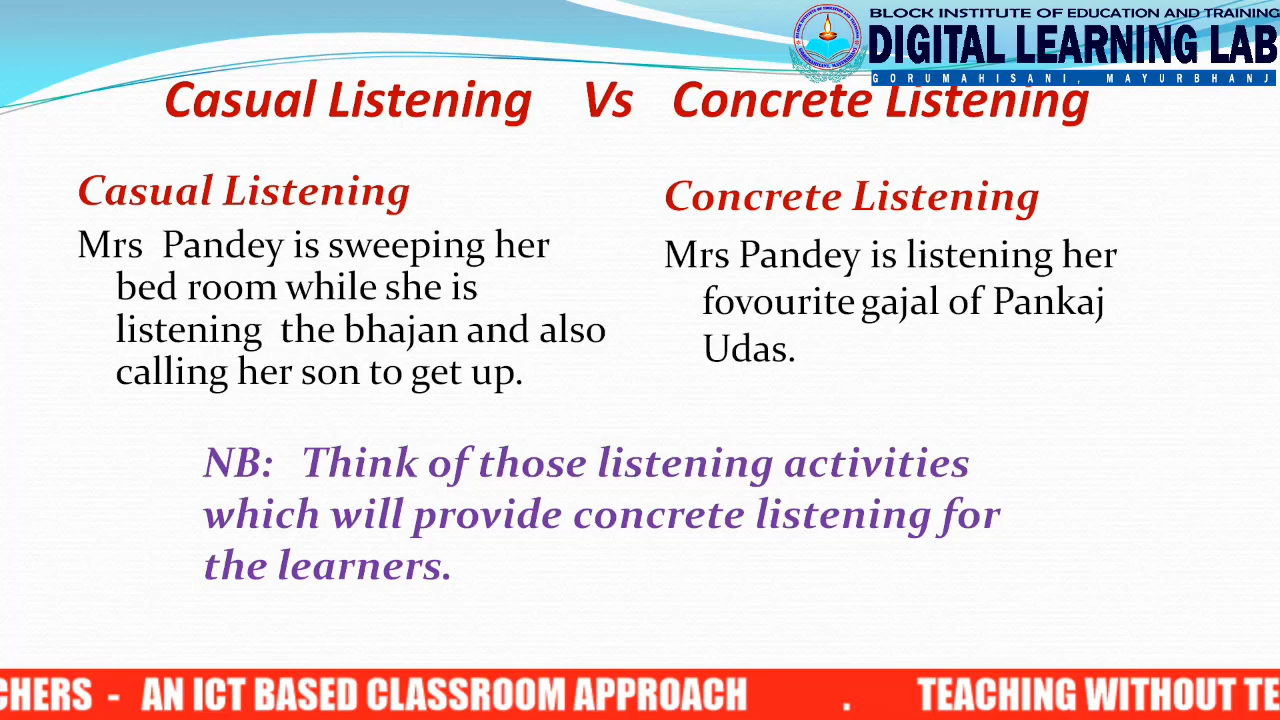 BLOCK INSTITUTE OF EDUCATION AND TRAINING
DIGITAL LEARNING LAB
GORUMAHISANI, MAYURBHANJ
Casual Listening Vs Concrete Listening
Casual Listening
Mrs Pandey is sweeping her
bed room while she is
listening the bhajan and also
calling her son to get up.
Concrete Listening
Mrs Pandey is listening her
fovourite gajal of Pankaj
Udas.
NB: Think of those listening activities
which will provide concrete listening for
the learners.
CHERS - AN ICT BASED CLASSROOM APPROACH . TEACHING WITHOUT TE